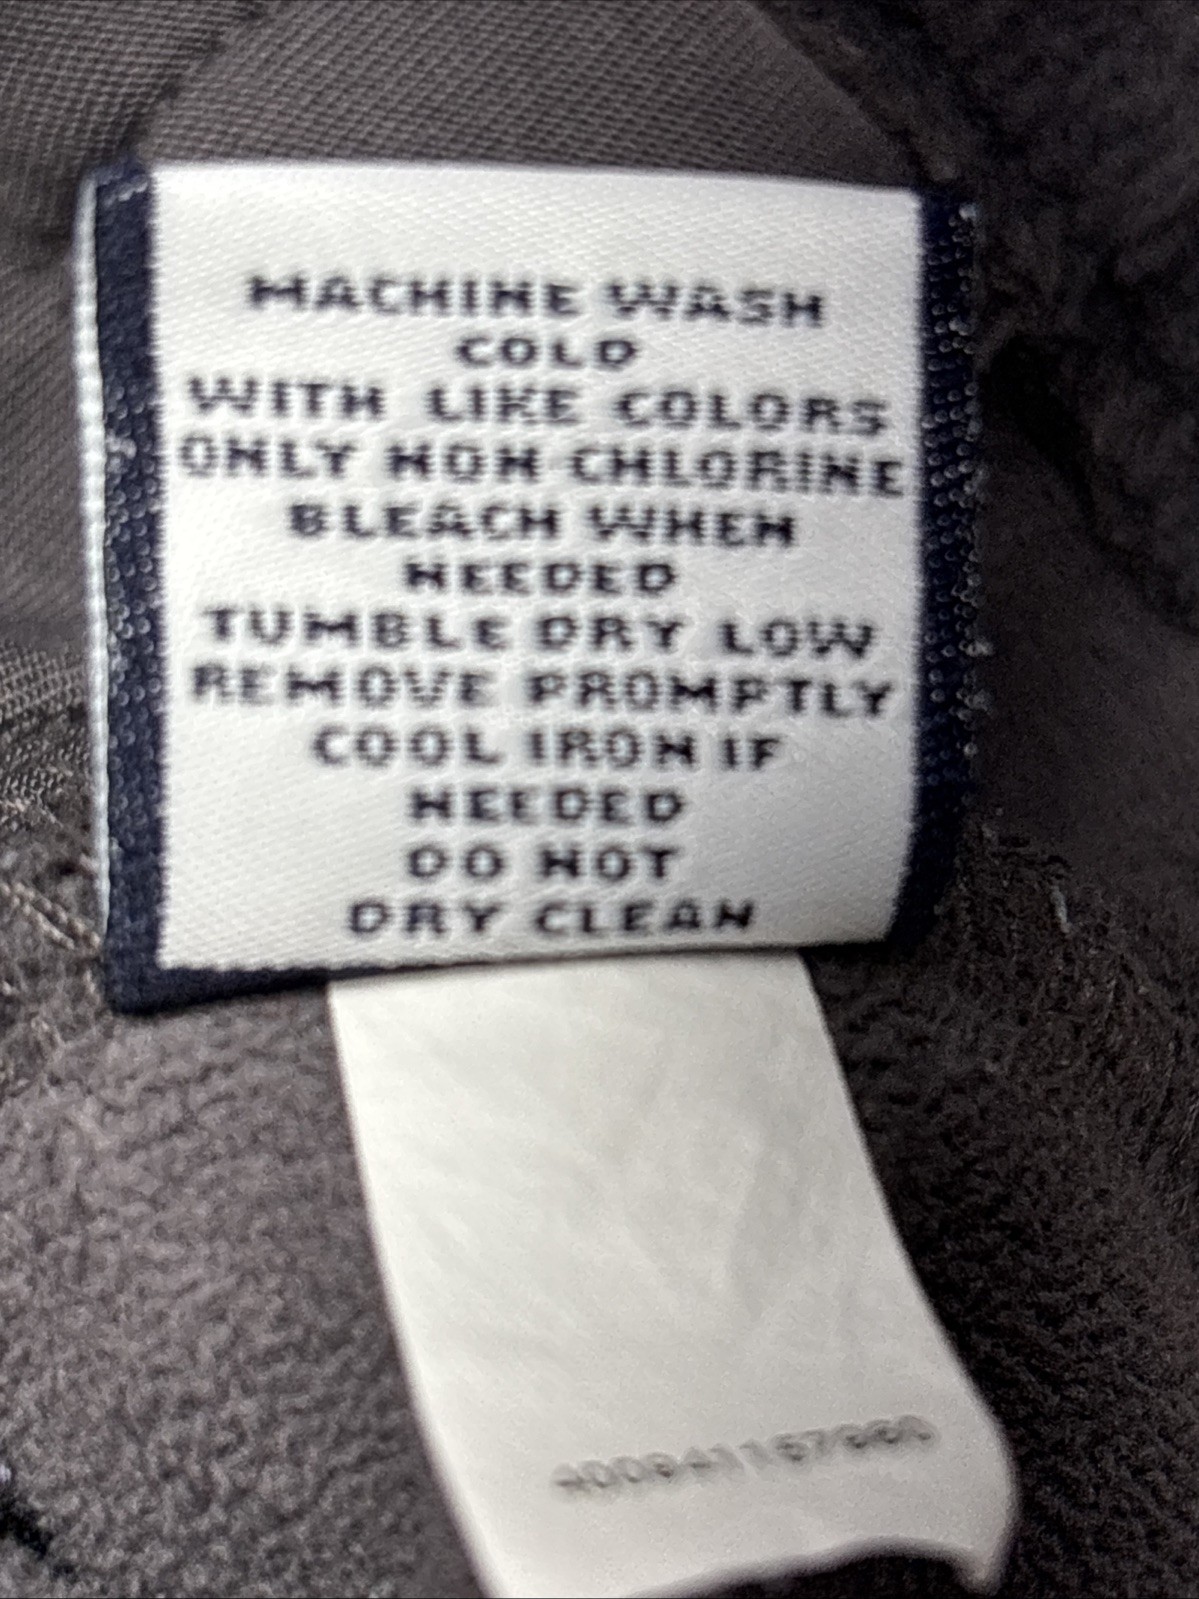 MACHINE WASH
COLD
WITH LIKE COLORS
ONLY NON CHLORINE
BLEACH WHEN
NEEDED
TUMBLE DRY LOW
REMOVE PROMPTLY
COOL IRON IF
NEEDED
DO NOT
DRY CLEAN